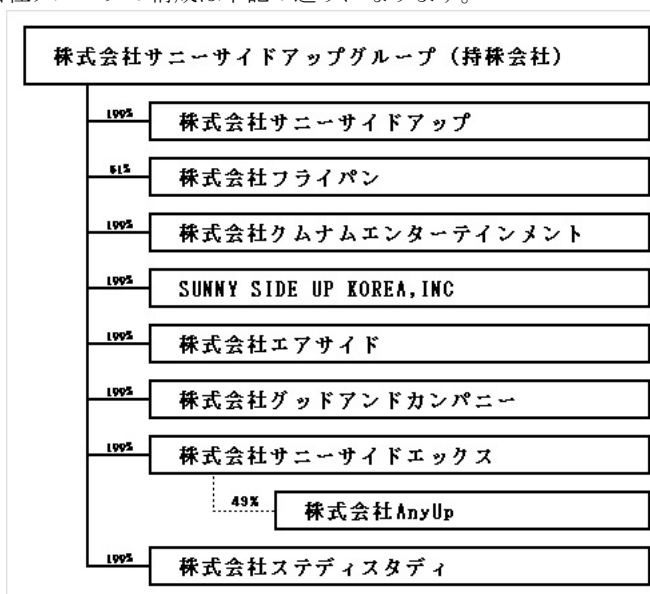 株式会社サニーサイドアップグループ（持株会社）
100%
株式会社サニーサイドアップ
51%
株式会社フライパン
100%
株式会社クムナムエンターテインメント
100%
SUNNY SIDE UP KOREA,INC
100%
株式会社エアサイド
100%
株式会社グッドアンドカンパニー
100%
株式会社サニーサイドエックス
49%
株式会社AnyUp
100%
株式会社ステディスタディ